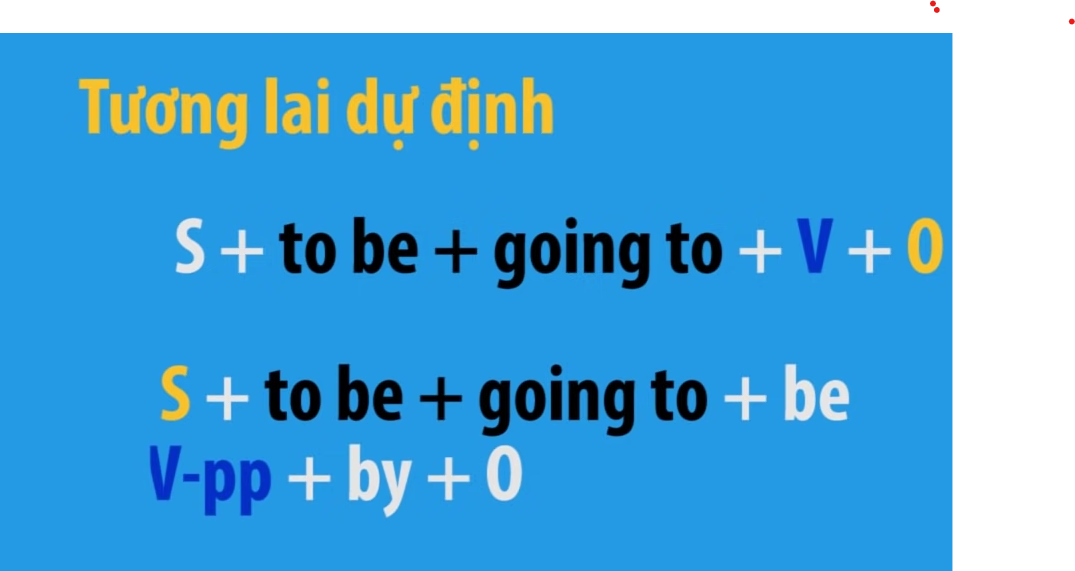 Tương lai dự định
S + to be + going to + V + O
S + to be + going to + be
V-pp + by + O